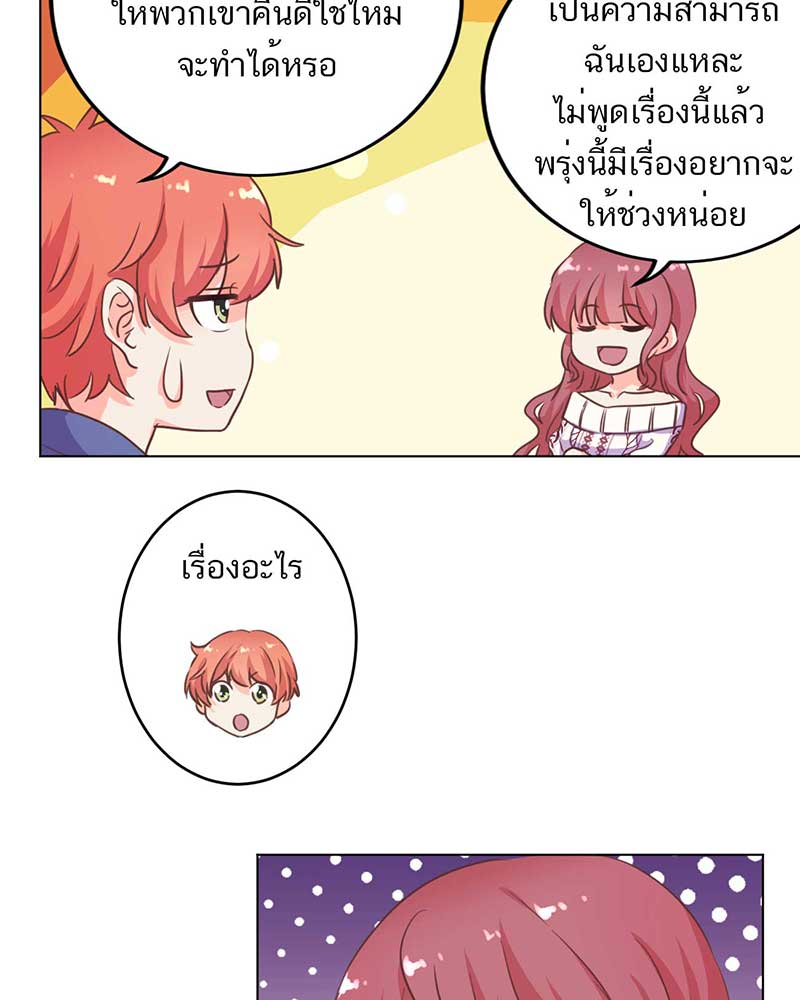 ให้พวกเขาคืนดีใช่ไหม
จะทำได้หรอ
เป็นความสามารถ
ฉันเองแหละ
ไม่พูดเรื่องนี้แล้ว
พรุ่งนี้มีเรื่องอยากจะ
ให้ช่วงหน่อย
เรื่องอะไร